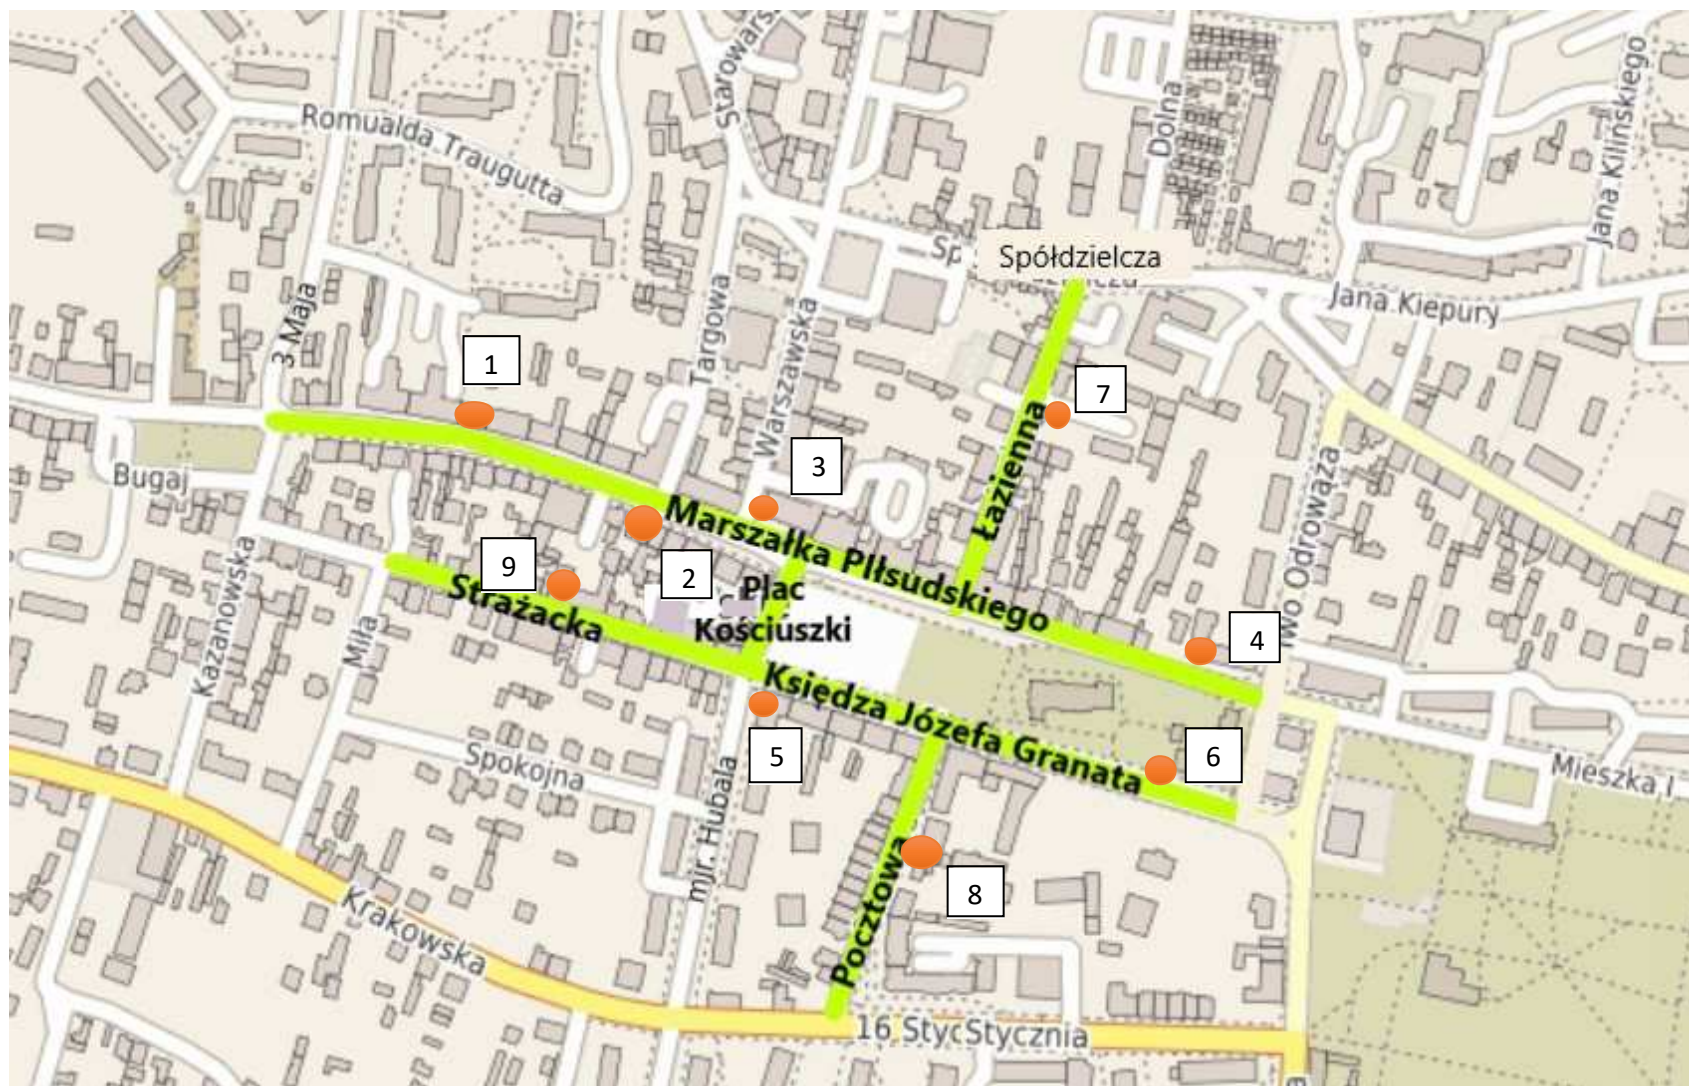 Starowars
Romualda Traugutta
Dolna
Jana Kilińskiego
Sp
Spółdzielcza
3 Maja
Targowa
Warszawska
Jana Kiepury
1
7
Łazienna
3
Bugaj
Marszałka PIłsudskiego
Iwo Odrowąża
9
2
Plac
Kościuszki
Strażacka
Kazanowska
Miła
4
Księdza Józefa Granata
5
6
Spokojna
Mieszka I
mjr. Hubala
Pocztowa
8
Krakowska
16 StycStycznia